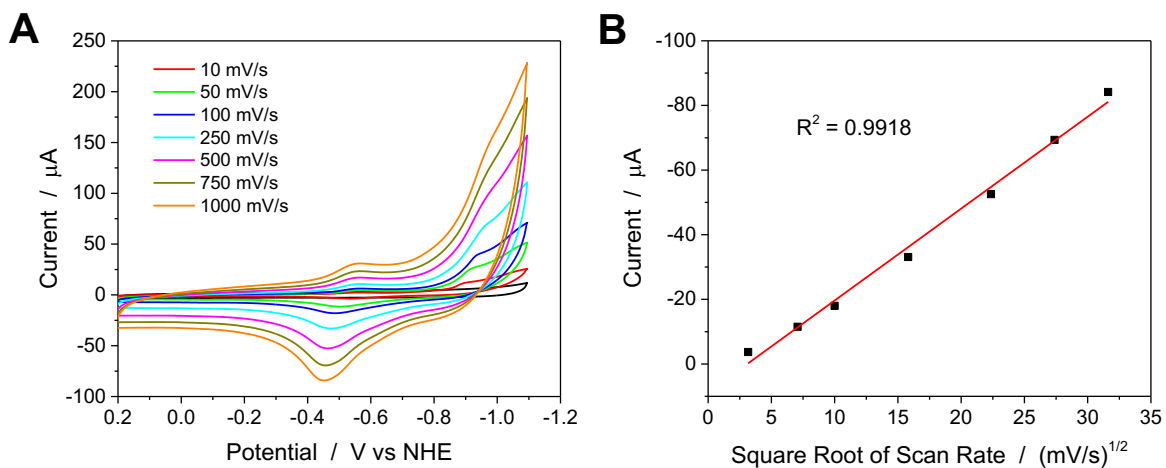 A
Current / μA
250
200
150
100
50
0
-50
-100
10 mV/s
50 mV/s
100 mV/s
250 mV/s
500 mV/s
750 mV/s
1000 mV/s
0.2 0.0 -0.2 -0.4 -0.6 -0.8 -1.0 -1.2
Potential / V vs NHE
B
Current / μA
-100
-80
-60
-40
-20
0
R² = 0.9918
0 5 10 15 20 25 30 35
Square Root of Scan Rate / (mV/s)^1/2